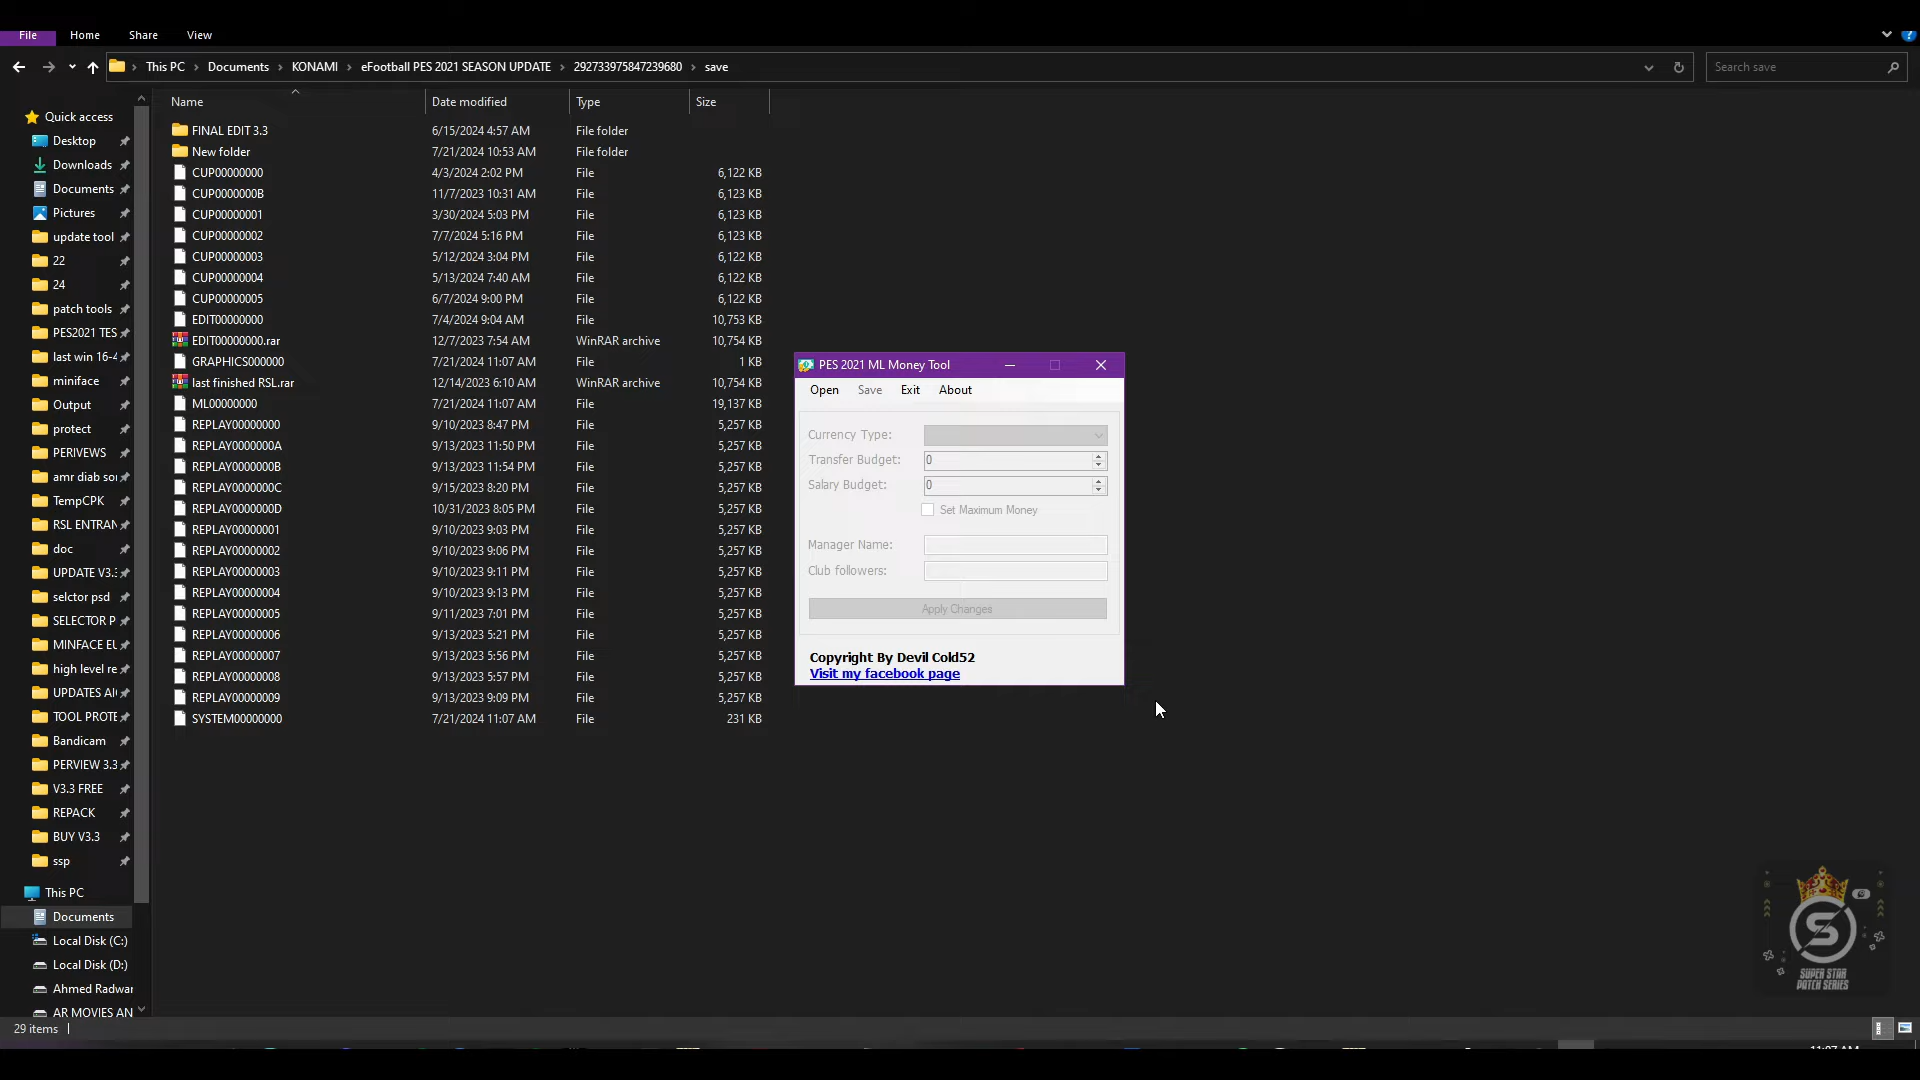 File Home Share View
This PC Documents KONAMI eFootball PES 2021 SEASON UPDATE 292733975847239680 save
Search save
Name Date modified Type Size
Quick access
Desktop
Downloads
Documents
Pictures
update tool
22
24
patch tools
PES2021 TES
last win 16-4
miniface
Output
protect
PERIVEWS
amr diab so
TempCPK
RSL ENTRAN
doc
UPDATE V3.3
selctor psd
SELECTOR P
MINFACE EU
high level re
UPDATES AI
TOOL PROTE
Bandicam
PERVIEW 3.3
V3.3 FREE
REPACK
BUY V3.3
ssp
This PC
Documents
Local Disk (C:)
Local Disk (D:)
Ahmed Radwar
AR MOVIES AN
FINAL EDIT 3.3 6/15/2024 4:57 AM File folder
New folder 7/21/2024 10:53 AM File folder
CUP00000000 4/3/2024 2:02 PM File 6,122 KB
CUP0000000B 11/7/2023 10:31 AM File 6,123 KB
CUP00000001 3/30/2024 5:03 PM File 6,123 KB
CUP00000002 7/7/2024 5:16 PM File 6,123 KB
CUP00000003 5/12/2024 3:04 PM File 6,122 KB
CUP00000004 5/13/2024 7:40 AM File 6,122 KB
CUP00000005 6/7/2024 9:00 PM File 6,122 KB
EDIT00000000 7/4/2024 9:04 AM File 10,753 KB
EDIT00000000.rar 12/7/2023 7:54 AM WinRAR archive 10,754 KB
GRAPHICS000000 7/21/2024 11:07 AM File 1 KB
last finished RSL.rar 12/14/2023 6:10 AM WinRAR archive 10,754 KB
ML00000000 7/21/2024 11:07 AM File 19,137 KB
REPLAY00000000 9/10/2023 8:47 PM File 5,257 KB
REPLAY0000000A 9/13/2023 11:50 PM File 5,257 KB
REPLAY0000000B 9/13/2023 11:54 PM File 5,257 KB
REPLAY0000000C 9/15/2023 8:20 PM File 5,257 KB
REPLAY0000000D 10/31/2023 8:05 PM File 5,257 KB
REPLAY00000001 9/10/2023 9:03 PM File 5,257 KB
REPLAY00000002 9/10/2023 9:06 PM File 5,257 KB
REPLAY00000003 9/10/2023 9:11 PM File 5,257 KB
REPLAY00000004 9/10/2023 9:13 PM File 5,257 KB
REPLAY00000005 9/11/2023 7:01 PM File 5,257 KB
REPLAY00000006 9/13/2023 5:21 PM File 5,257 KB
REPLAY00000007 9/13/2023 5:56 PM File 5,257 KB
REPLAY00000008 9/13/2023 5:57 PM File 5,257 KB
REPLAY00000009 9/13/2023 9:09 PM File 5,257 KB
SYSTEM00000000 7/21/2024 11:07 AM File 231 KB
PES 2021 ML Money Tool
Open Save Exit About
Currency Type:
Transfer Budget: 0
Salary Budget: 0
Set Maximum Money
Manager Name:
Club followers:
Apply Changes
Copyright By Devil Cold52
Visit my facebook page
S
SUPER STAR
PATCH SERIES
29 items